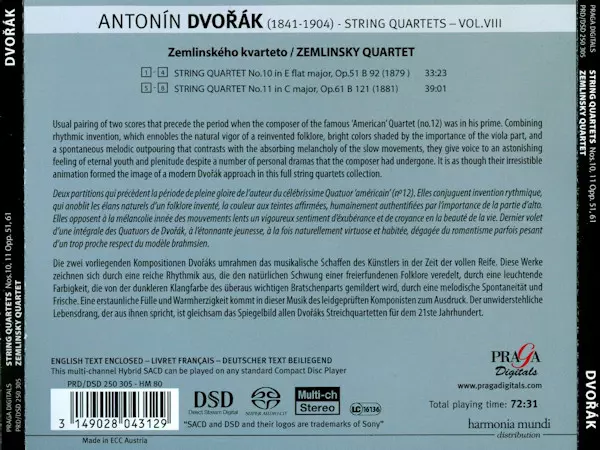 ANTONÍN DVOŘÁK (1841-1904) - STRING QUARTETS – VOL.VIII
Zemlinského kvarteto / ZEMLINSKY QUARTET
1 - 4 STRING QUARTET No.10 in E flat major, Op.51 B 92 (1879 ) 33:23
5 - 8 STRING QUARTET No.11 in C major, Op.61 B 121 (1881) 39:01
Usual pairing of two scores that precede the period when the composer of the famous 'American' Quartet (no.12) was in his prime. Combining
rhythmic invention, which ennobles the natural vigor of a reinvented folklore, bright colors shaded by the importance of the viola part, and
a spontaneous melodic outpouring that contrasts with the absorbing melancholy of the slow movements, they give voice to an astonishing
feeling of eternal youth and plenitude despite a number of personal dramas that the composer had undergone. It is as though their irresistible
animation formed the image of a modern Dvořák approach in this full string quartets collection.
Deux partitions qui précèdent la période de pleine gloire de l'auteur du célébrissime Quatuor 'américain' (nº12). Elles conjuguent invention rythmique,
qui anoblit les élans naturels d'un folklore inventé, la couleur aux teintes affirmées, humainement authentifiées par l'importance de la partie d'alto.
Elles opposent à la mélancolie innée des mouvements lents un vigoureux sentiment d'exubérance et de croyance en la beauté de la vie. Dernier volet
d'une intégrale des Quatuors de Dvořák, à l'étonnante jeunesse, à la fois naturellement virtuose et habitée, dégagée du romantisme parfois pesant
d'un trop proche respect du modèle brahmsien.
Die zwei vorliegenden Kompositionen Dvořáks umrahmen das musikalische Schaffen des Künstlers in der Zeit der vollen Reife. Diese Werke
zeichnen sich durch eine reiche Rhythmik aus, die den natürlichen Schwung einer freierfundenen Folklore veredelt, durch eine leuchtende
Farbigkeit, die von der dunkleren Klangfarbe des überaus wichtigen Bratschenparts gemildert wird, durch eine melodische Spontaneität und
Frische. Eine erstaunliche Fülle und Warmherzigkeit kommt in dieser Musik des leidgeprüften Komponisten zum Ausdruck. Der unwiderstehliche
Lebensdrang, der aus ihnen spricht, ist gleichsam das Spiegelbild allen Dvořáks Streichquartetten für dem 21ste Jahrhundert.
ENGLISH TEXT ENCLOSED – LIVRET FRANÇAIS – DEUTSCHER TEXT BEILIEGEND
This multi-channel Hybrid SACD can be played on any standard Compact Disc Player
PRD/DSD 250 305 - HM 80
3 149028 043129
Made in ECC Austria
DSD
Direct Stream Digital
SUPER AUDIO CD
Multi-ch
Stereo
LC 16136
"SACD and DSD and their logos are trademarks of Sony"
PRAGA
Digitals
www.pragadigitals.com
Total playing time: 72:31
harmonia mundi
distribution
DVOŘÁK
STRING QUARTETS Nos.10, 11 Opp. 51, 61
ZEMLINSKY QUARTET
PRAGA DIGITALS
PRD/DSD 250 305
PRAGA DIGITALS
PRD/DSD 250 305
STRING QUARTETS Nos.10, 11 Opp. 51, 61
ZEMLINSKY QUARTET
DVOŘÁK